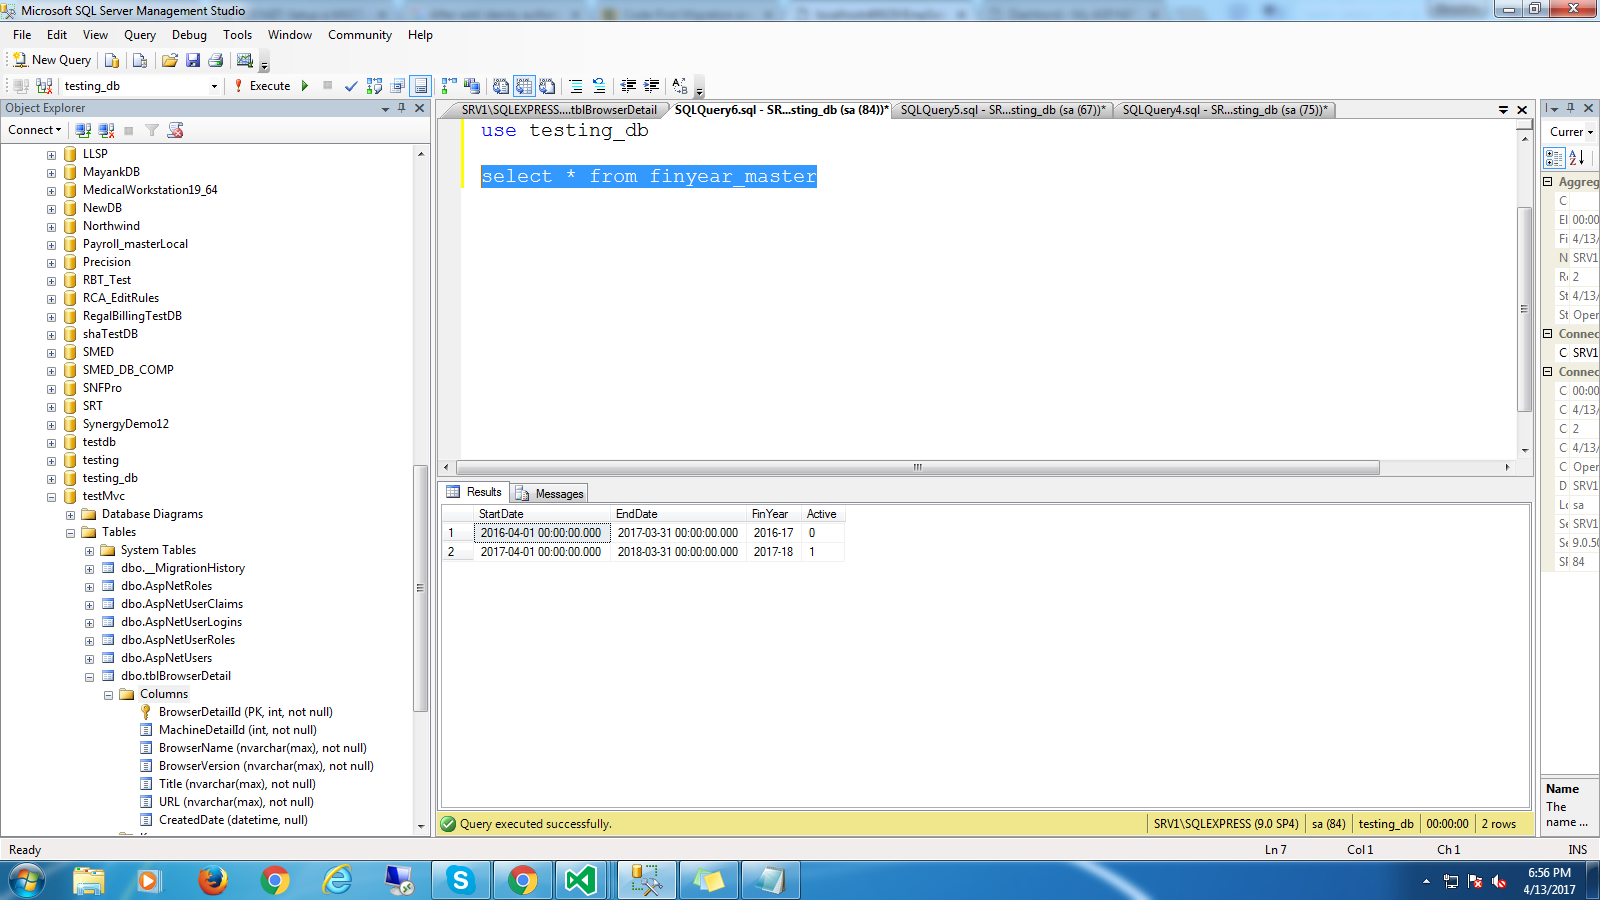 Microsoft SQL Server Management Studio
File Edit View Query Debug Tools Window Community Help
New Query
testing_db Execute
Object Explorer
Connect
LLSP
MayankDB
MedicalWorkstation19_64
NewDB
Northwind
Payroll_masterLocal
Precision
RBT_Test
RCA_EditRules
RegalBillingTestDB
shaTestDB
SMED
SMED_DB_COMP
SNFPro
SRT
SynergyDemo12
testdb
testing
testing_db
testMvc
Database Diagrams
Tables
System Tables
dbo.__MigrationHistory
dbo.AspNetRoles
dbo.AspNetUserClaims
dbo.AspNetUserLogins
dbo.AspNetUserRoles
dbo.AspNetUsers
dbo.tblBrowserDetail
Columns
BrowserDetailId (PK, int, not null)
MachineDetailId (int, not null)
BrowserName (nvarchar(max), not null)
BrowserVersion (nvarchar(max), not null)
Title (nvarchar(max), not null)
URL (nvarchar(max), not null)
CreatedDate (datetime, null)
SRV1\SQLEXPRESS....tblBrowserDetail SQLQuery6.sql - SR...sting_db (sa (84))* SQLQuery5.sql - SR...sting_db (sa (67))* SQLQuery4.sql - SR...sting_db (sa (75))*
use testing_db
select * from finyear_master
Results Messages
StartDate EndDate FinYear Active
1 2016-04-01 00:00:00.000 2017-03-31 00:00:00.000 2016-17 0
2 2017-04-01 00:00:00.000 2018-03-31 00:00:00.000 2017-18 1
Query executed successfully. SRV1\SQLEXPRESS (9.0 SP4) sa (84) testing_db 00:00:00 2 rows
Currer
Aggreg
C
El 00:00
Fi 4/13/
N SRV1
R 2
St 4/13/
St Oper
Connec
C SRV1
Connec
C 00:00
C 4/13/
C 2
C 4/13/
C Oper
D SRV1
Lo sa
Se SRV1
Se 9.0.50
SF 84
Name
The
name ...
Ready Ln 7 Col 1 Ch 1 INS
6:56 PM
4/13/2017